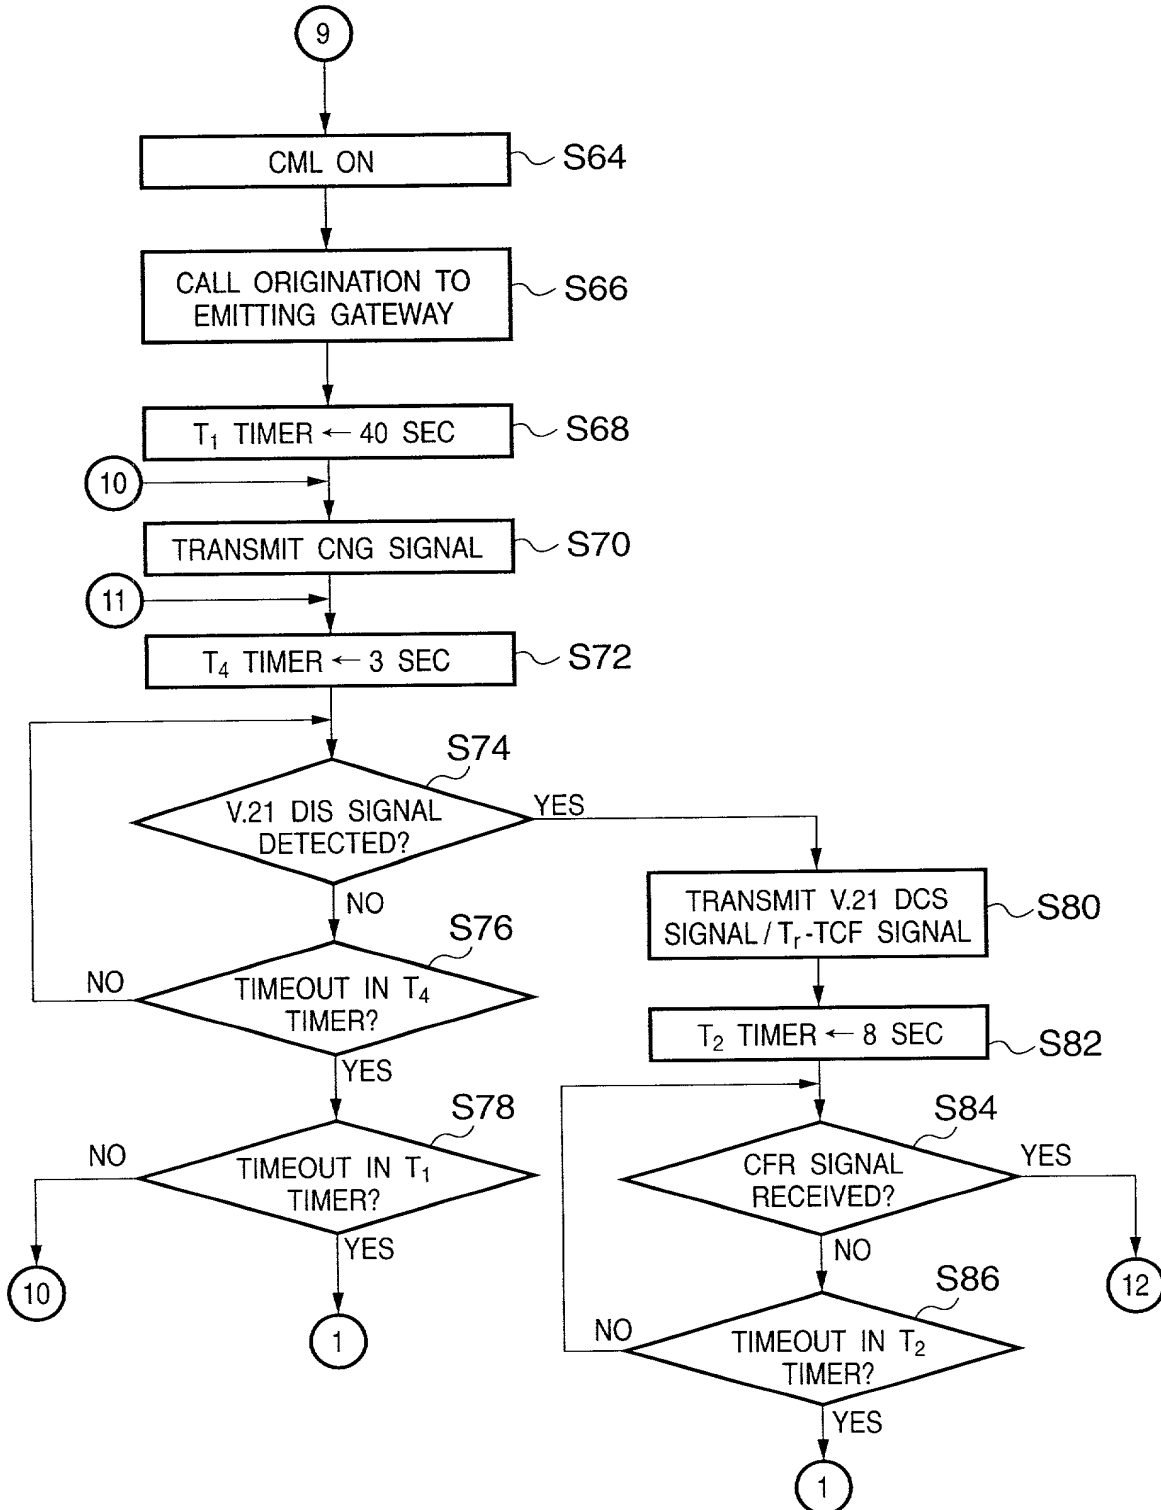 9
CML ON
S64
CALL ORIGINATION TO
EMITTING GATEWAY
S66
T1 TIMER ← 40 SEC
S68
10
TRANSMIT CNG SIGNAL
S70
11
T4 TIMER ← 3 SEC
S72
S74
V.21 DIS SIGNAL
DETECTED?
YES
NO
S76
TIMEOUT IN T4
TIMER?
NO
YES
S78
TIMEOUT IN T1
TIMER?
NO
YES
10
1
TRANSMIT V.21 DCS
SIGNAL / Tr-TCF SIGNAL
S80
T2 TIMER ← 8 SEC
S82
S84
CFR SIGNAL
RECEIVED?
YES
NO
12
S86
TIMEOUT IN T2
TIMER?
NO
YES
1